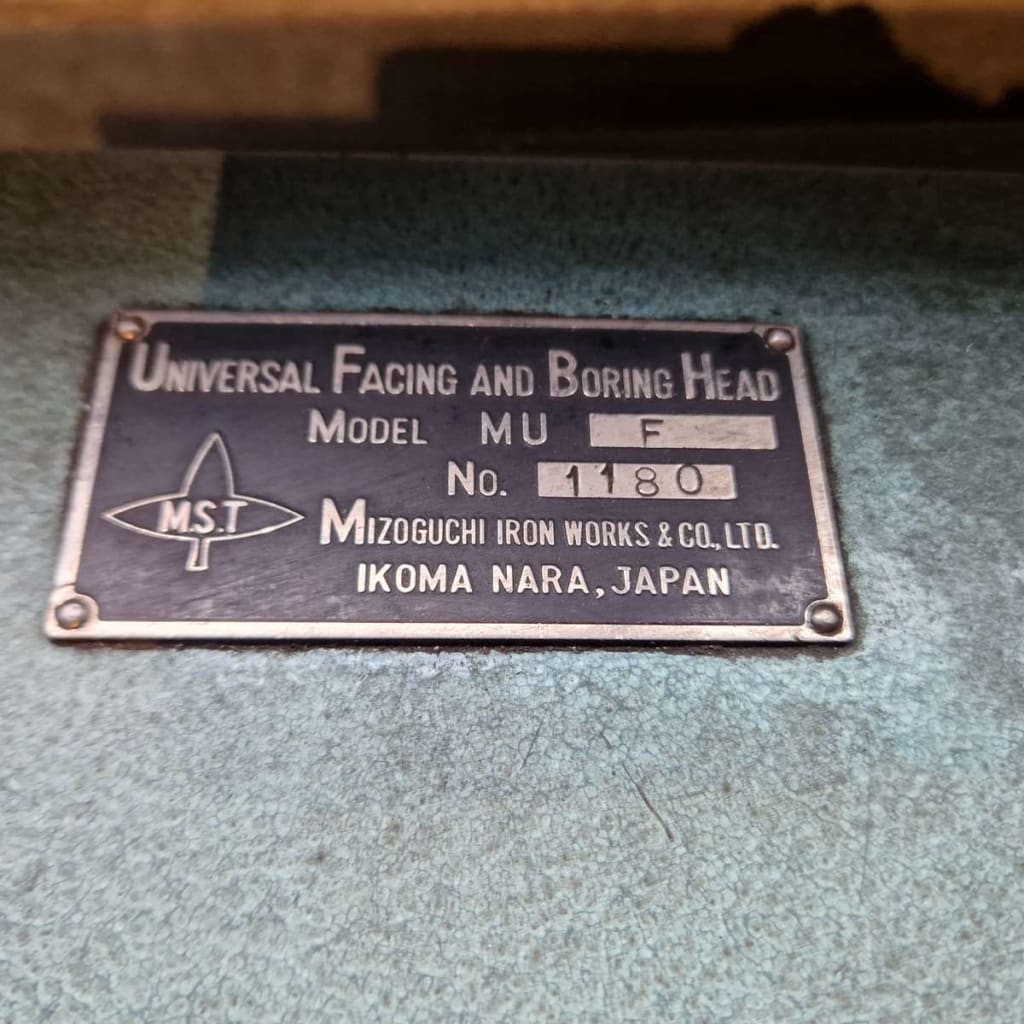 UNIVERSAL FACING AND BORING HEAD
MODEL MU F
No. 1180
M.S.T
MIZOGUCHI IRON WORKS & CO., LTD.
IKOMA NARA, JAPAN